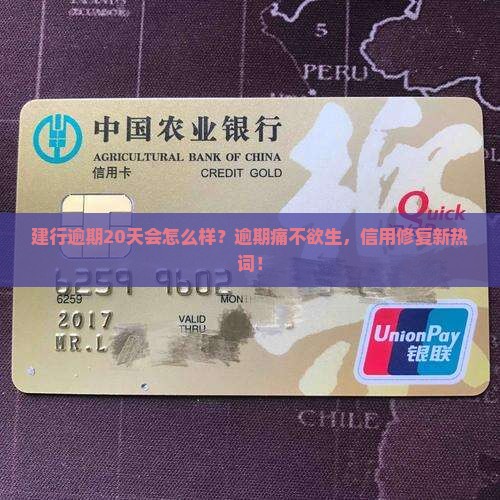 5
PERU
中国农业银行
AGRICULTURAL BANK OF CHINA
信用卡 CREDIT GOLD
Quick
建行逾期20天会怎么样？逾期痛不欲生，信用修复新热
词！
6259 9602
6259 MON
2017 VALID
THRU
MR.L
UnionPay
银联
CHILE